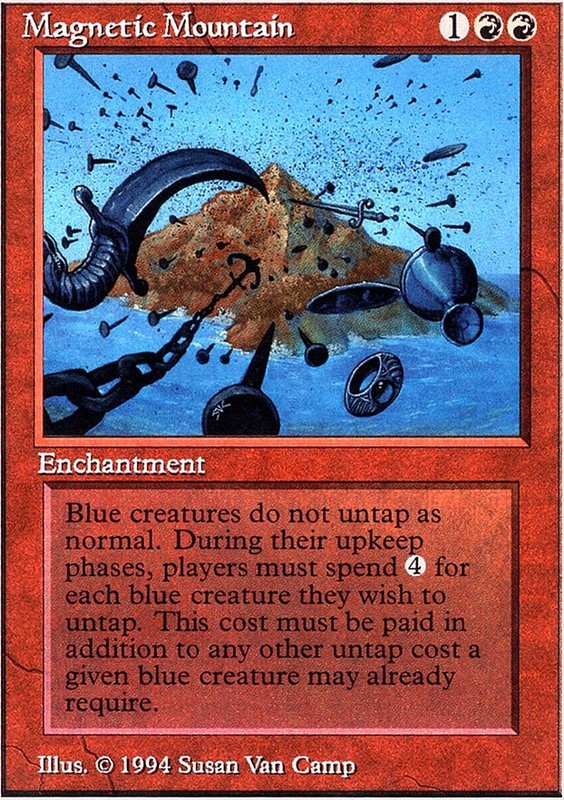 Magnetic Mountain 1
Enchantment
Blue creatures do not untap as
normal. During their upkeep
phases, players must spend 4 for
each blue creature they wish to
untap. This cost must be paid in
addition to any other untap cost a
given blue creature may already
require.
Illus. © 1994 Susan Van Camp